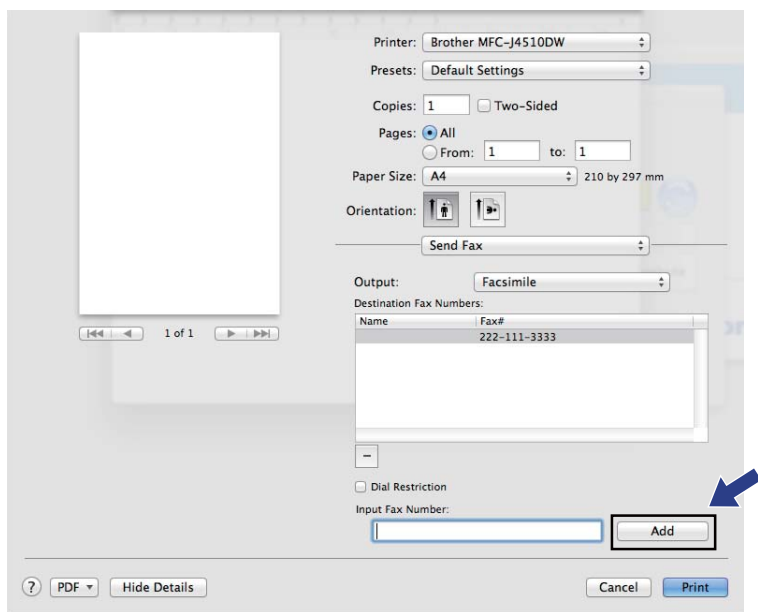 Printer: Brother MFC-J4510DW
Presets: Default Settings
Copies: 1 Two-Sided
Pages: All
From: 1 to: 1
Paper Size: A4 210 by 297 mm
Orientation:
Send Fax
Output: Facsimile
Destination Fax Numbers:
Name Fax#
222-111-3333
1 of 1
−
Dial Restriction
Input Fax Number:
Add
? PDF Hide Details Cancel Print